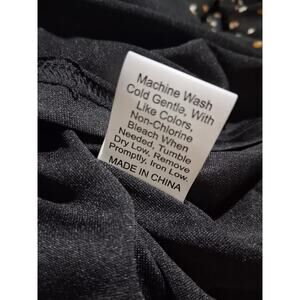 Machine Wash
Cold Gentle, With
Like Colors,
Non-Chlorine
Bleach When
Needed, Tumble
Dry Low, Remove
Promptly, Iron Low.
MADE IN CHINA